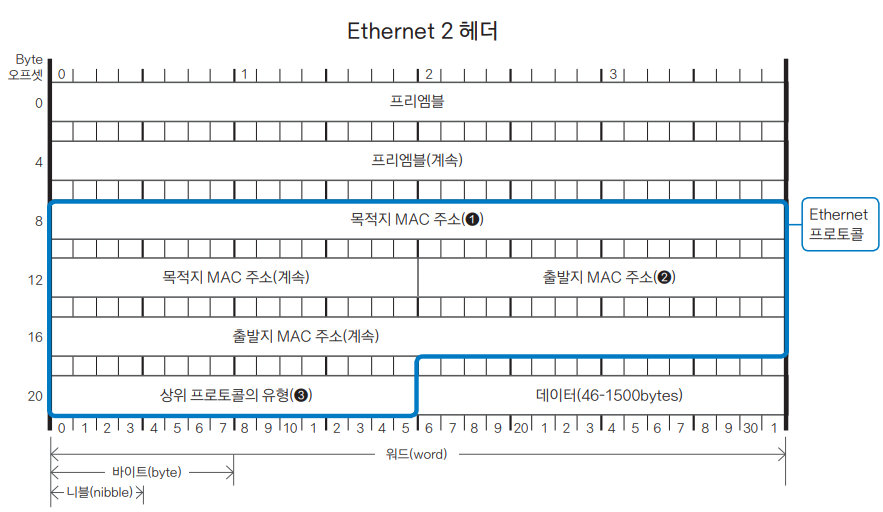 Ethernet 2 헤더
Byte
오프셋 0 1 2 3
0 프리엠블
4 프리엠블(계속)
8 목적지 MAC 주소(❶)
Ethernet
프로토콜
12 목적지 MAC 주소(계속) 출발지 MAC 주소(❷)
16 출발지 MAC 주소(계속)
20 상위 프로토콜의 유형(❸) 데이터(46-1500bytes)
0 1 2 3 4 5 6 7 8 9 10 1 2 3 4 5 6 7 8 9 20 1 2 3 4 5 6 7 8 9 30 1
워드(word)
바이트(byte)
니블(nibble)